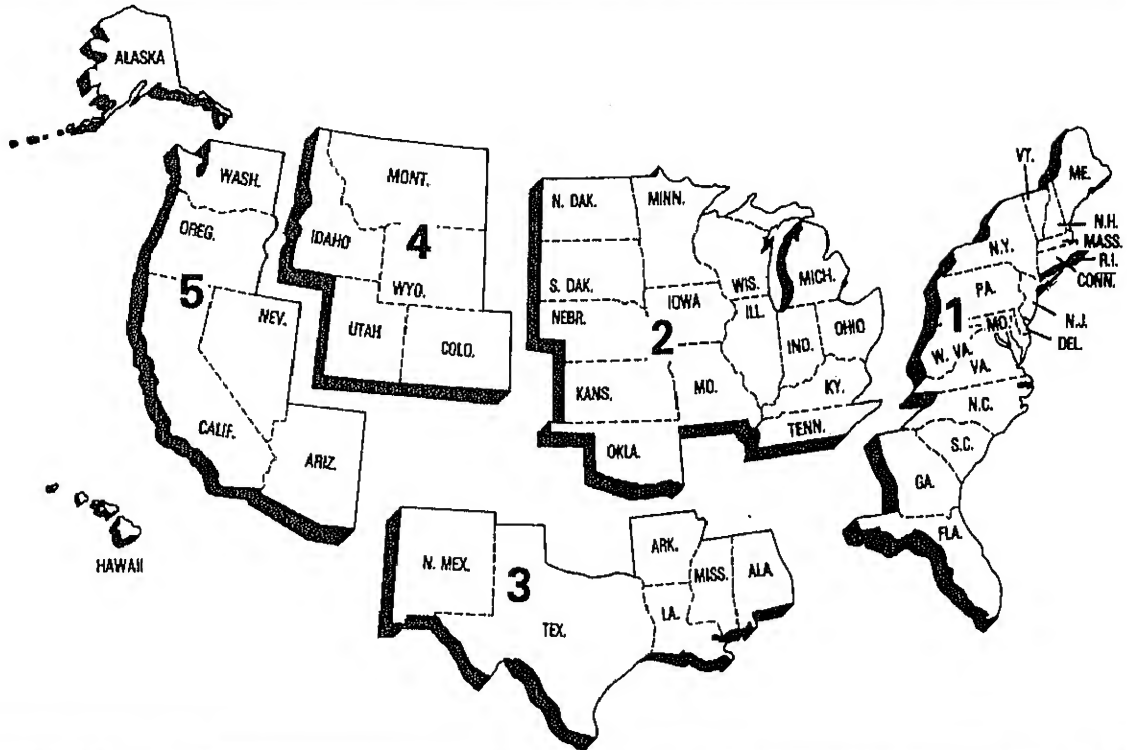 ALASKA
WASH.
OREG.
5
NEV.
CALIF.
ARIZ.
HAWAII
MONT.
IDAHO
4
WYO.
UTAH
COLO.
N. DAK.
MINN.
S. DAK.
WIS.
MICH.
NEBR.
IOWA
ILL.
2
IND.
OHIO
KANS.
MO.
KY.
OKLA.
TENN.
N. MEX.
3
TEX.
ARK.
LA.
MISS.
ALA.
VT.
ME.
N.H.
MASS.
R.I.
CONN.
N.Y.
PA.
1
MD.
N.J.
DEL.
W. VA.
VA.
N.C.
S.C.
GA.
FLA.